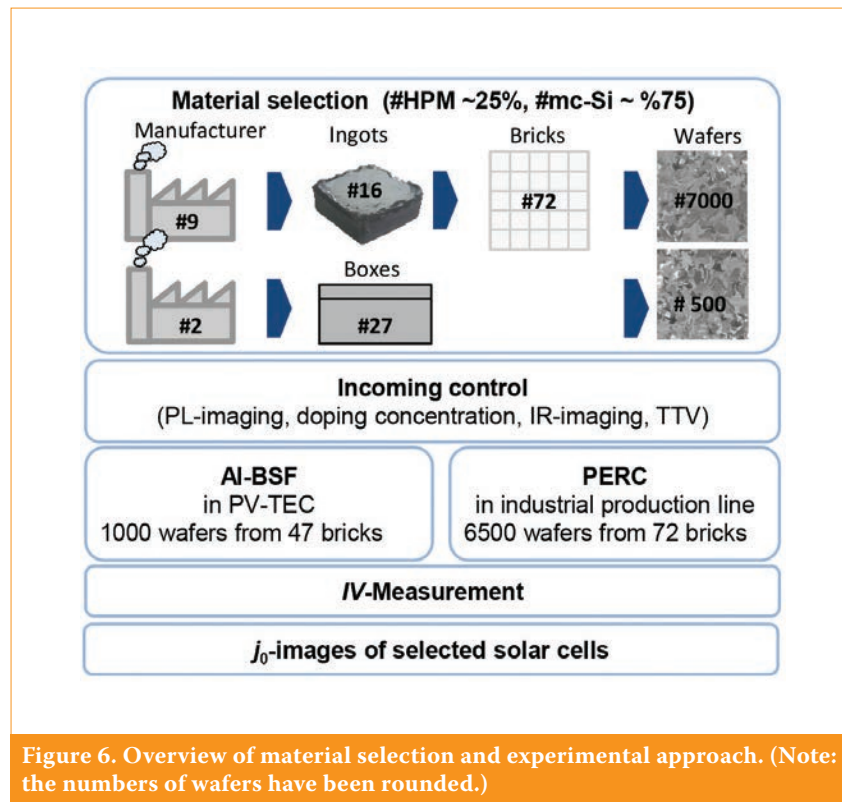 Material selection (#HPM ~25%, #mc-Si ~ %75)
Manufacturer Ingots Bricks Wafers
#9 #16 #72 #7000
Boxes
#2 #27 # 500
Incoming control
(PL-imaging, doping concentration, IR-imaging, TTV)
Al-BSF
in PV-TEC
1000 wafers from 47 bricks
PERC
in industrial production line
6500 wafers from 72 bricks
IV-Measurement
j0-images of selected solar cells
Figure 6. Overview of material selection and experimental approach. (Note:
the numbers of wafers have been rounded.)